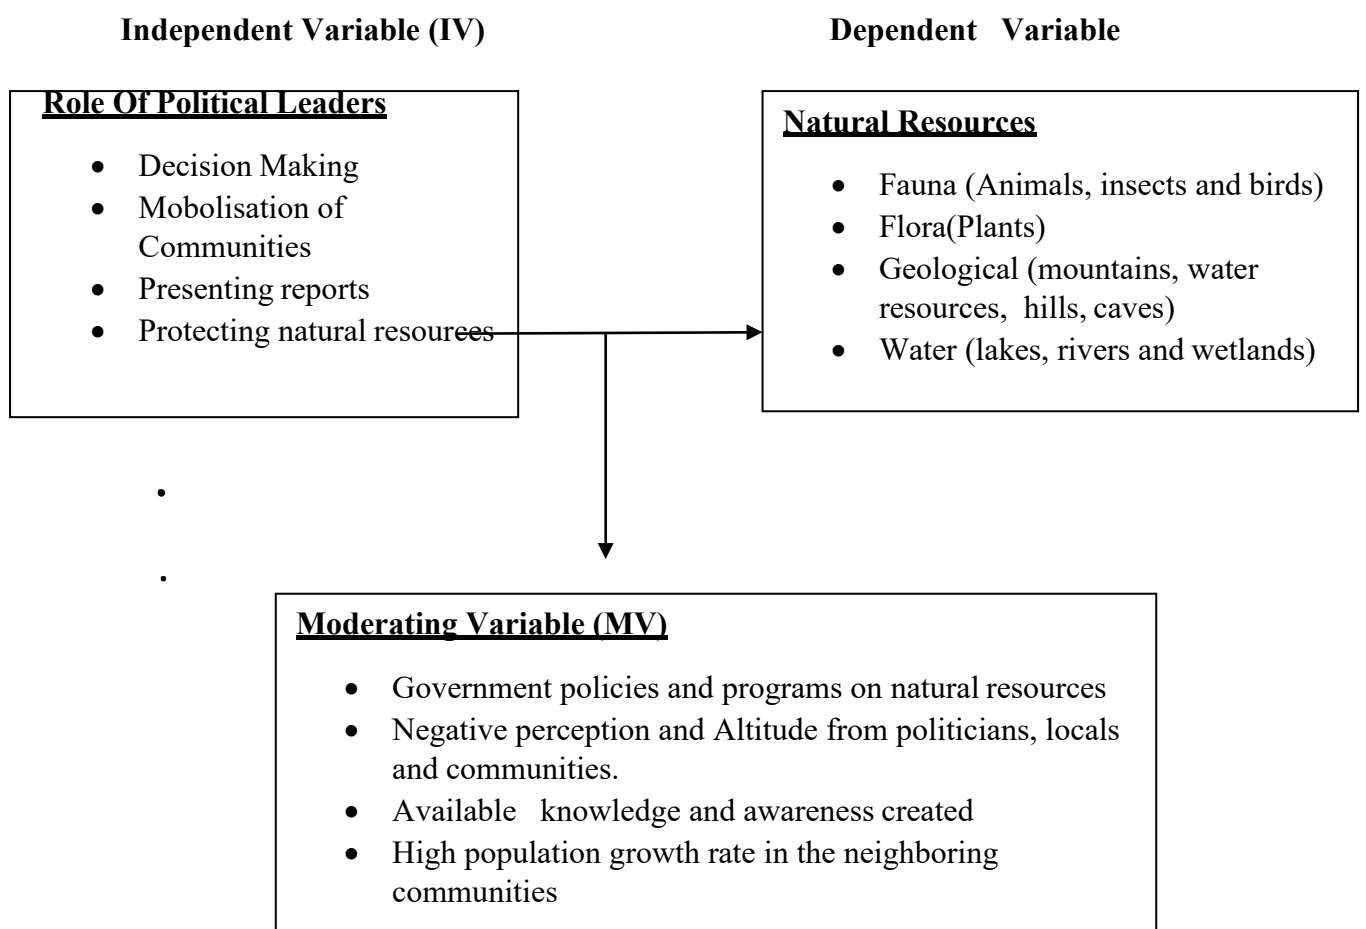 Independent Variable (IV)
Dependent Variable
Role Of Political Leaders
• Decision Making
• Mobolisation of
Communities
• Presenting reports
• Protecting natural resources
Natural Resources
• Fauna (Animals, insects and birds)
• Flora(Plants)
• Geological (mountains, water
resources, hills, caves)
• Water (lakes, rivers and wetlands)
Moderating Variable (MV)
• Government policies and programs on natural resources
• Negative perception and Altitude from politicians, locals
and communities.
• Available knowledge and awareness created
• High population growth rate in the neighboring
communities